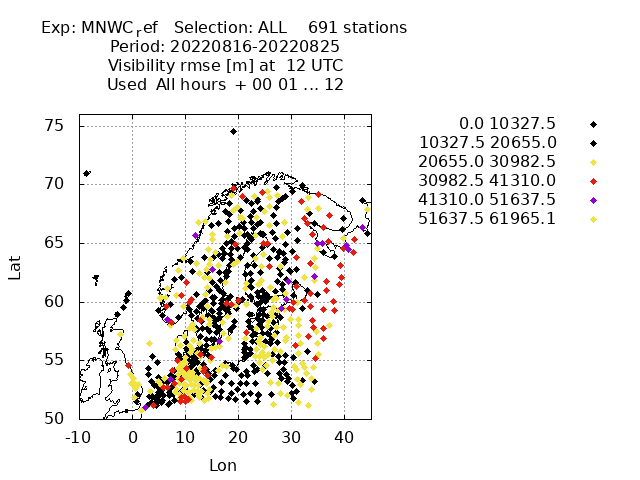 Exp: MNWC_ref   Selection: ALL    691 stations
Period: 20220816-20220825
Visibility rmse [m] at  12 UTC
Used  All hours  + 00 01 ... 12
0.0 10327.5
10327.5 20655.0
20655.0 30982.5
30982.5 41310.0
41310.0 51637.5
51637.5 61965.1
75
70
65
60
55
50
Lat
-10 0 10 20 30 40
Lon